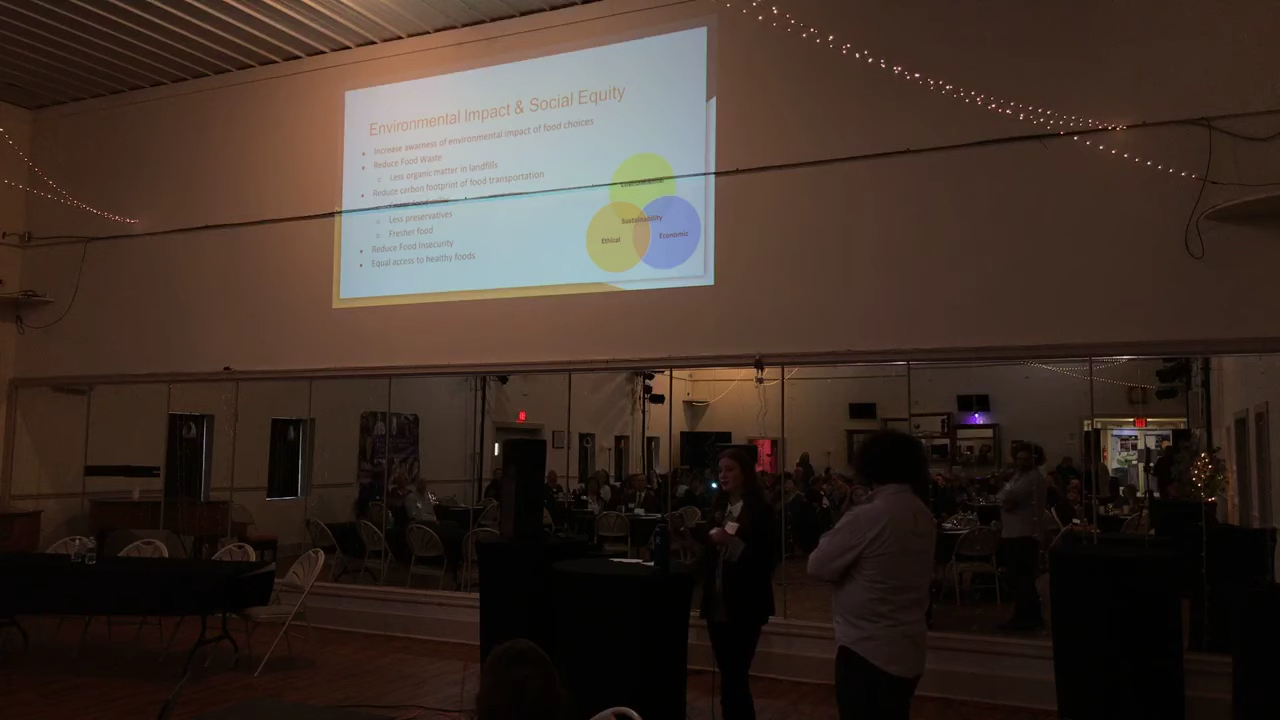 Environmental Impact & Social Equity
Increase awarness of environmental impact of food choices
Reduce Food Waste
Less organic matter in landfills
Reduce carbon footprint of food transportation
Less preservatives
Fresher food
Reduce Food Insecurity
Equal access to healthy foods
Environmental
Sustainability
Ethical
Economic